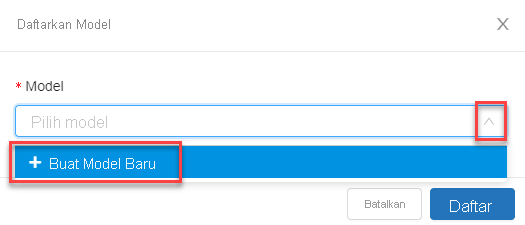 Daftarkan Model
* Model
Pilih model
+ Buat Model Baru
Batalkan
Daftar